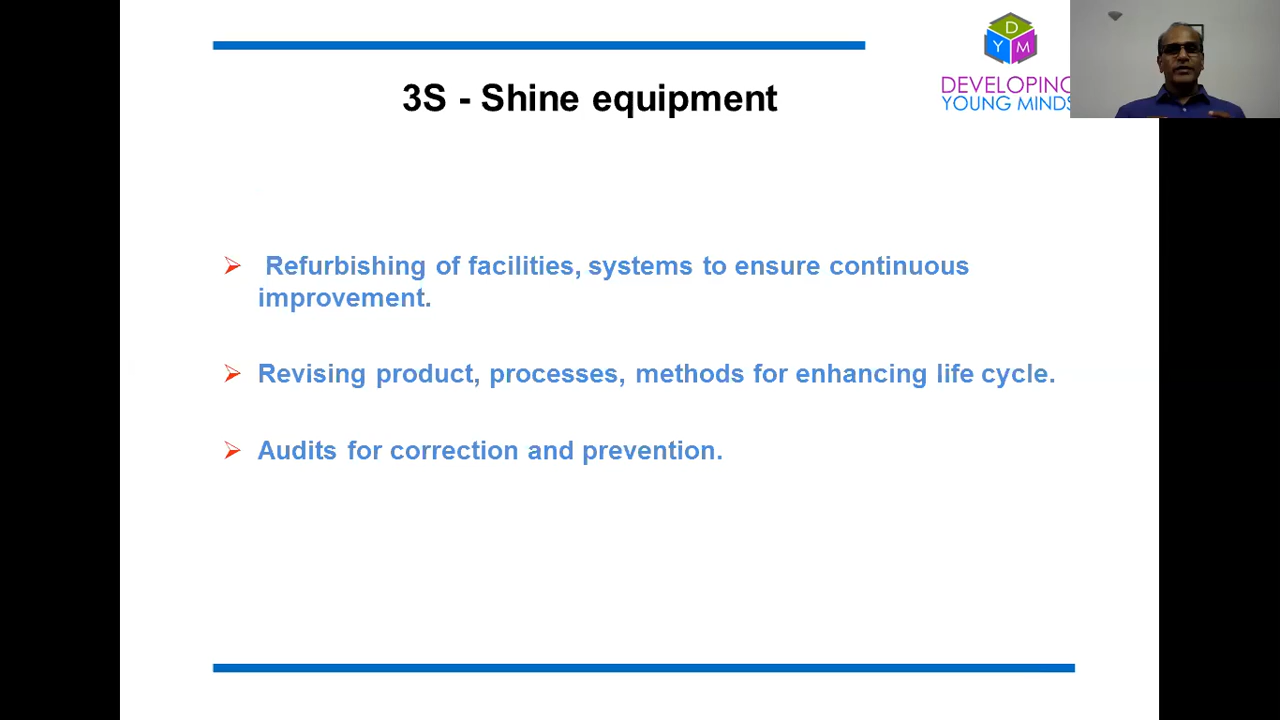 D
Y M
DEVELOPING
YOUNG MINDS
3S - Shine equipment
➢ Refurbishing of facilities, systems to ensure continuous
improvement.
➢ Revising product, processes, methods for enhancing life cycle.
➢ Audits for correction and prevention.